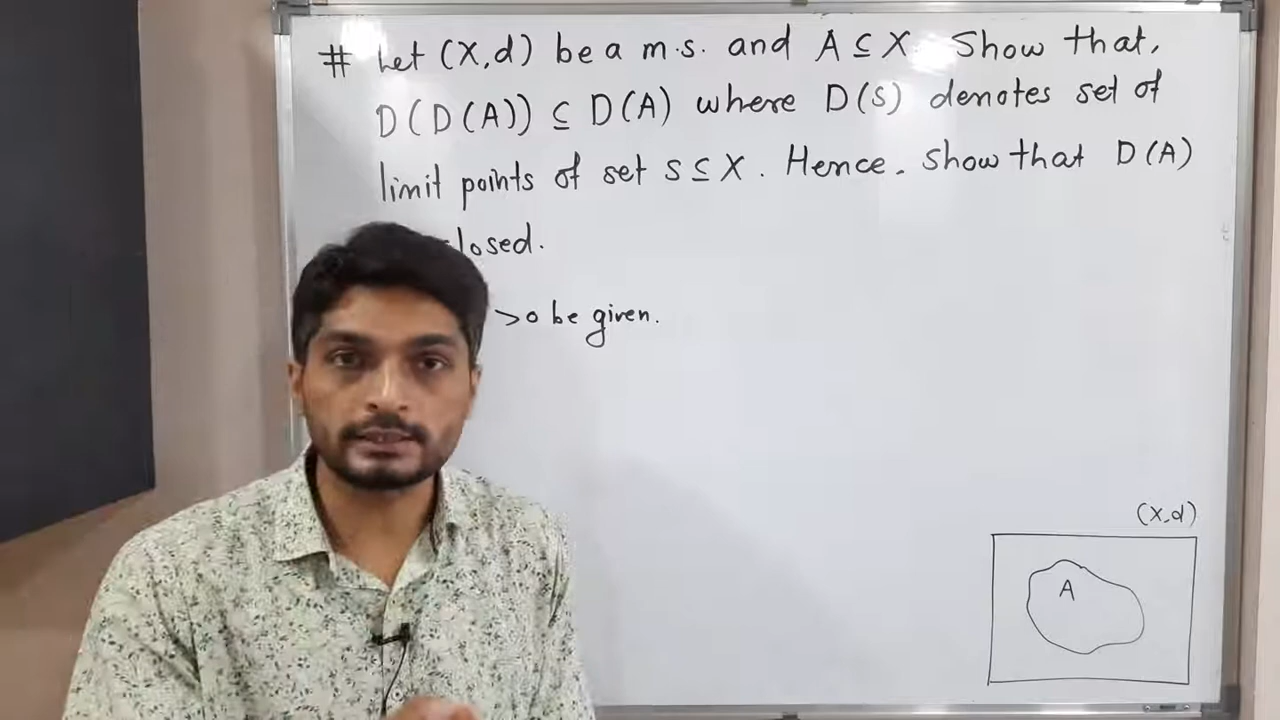 # Let (X,d) be a m.s. and A ⊆ X. Show that,
D(D(A)) ⊆ D(A) where D(S) denotes set of
limit points of set S ⊆ X. Hence, show that D(A)
closed.
>0 be given.
(X,d)
A